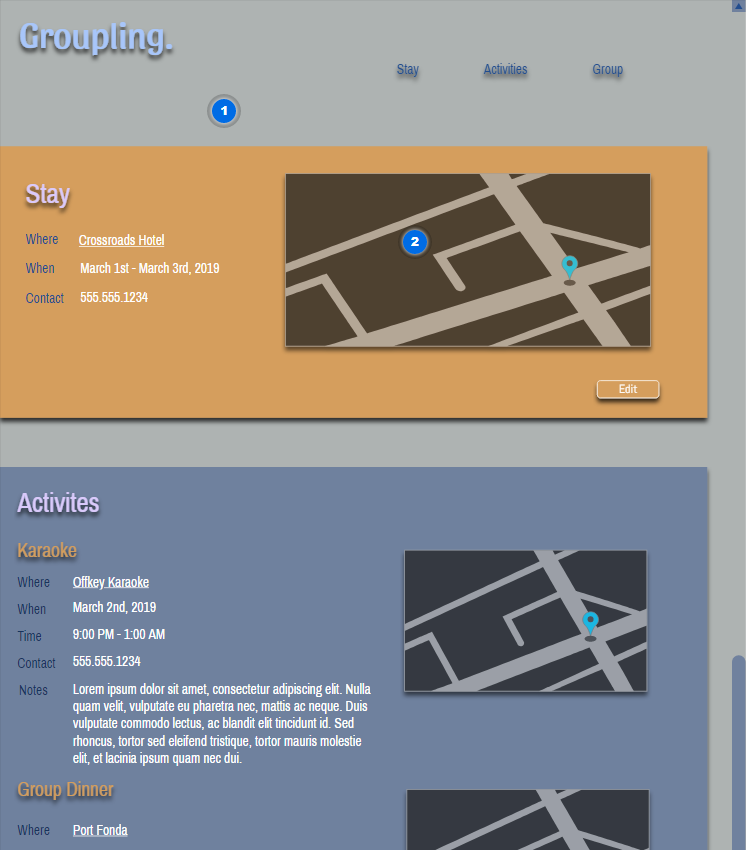 Groupling.
Stay Activities Group
1
Stay
2
Where Crossroads Hotel
When March 1st - March 3rd, 2019
Contact 555.555.1234
Edit
Activites
Karaoke
Where Offkey Karaoke
When March 2nd, 2019
Time 9:00 PM - 1:00 AM
Contact 555.555.1234
Notes Lorem ipsum dolor sit amet, consectetur adipiscing elit. Nulla
quam velit, vulputate eu pharetra nec, mattis ac neque. Duis
vulputate commodo lectus, ac blandit elit tincidunt id. Sed
rhoncus, tortor sed eleifend tristique, tortor mauris molestie
elit, et lacinia ipsum quam nec dui.
Group Dinner
Where Port Fonda